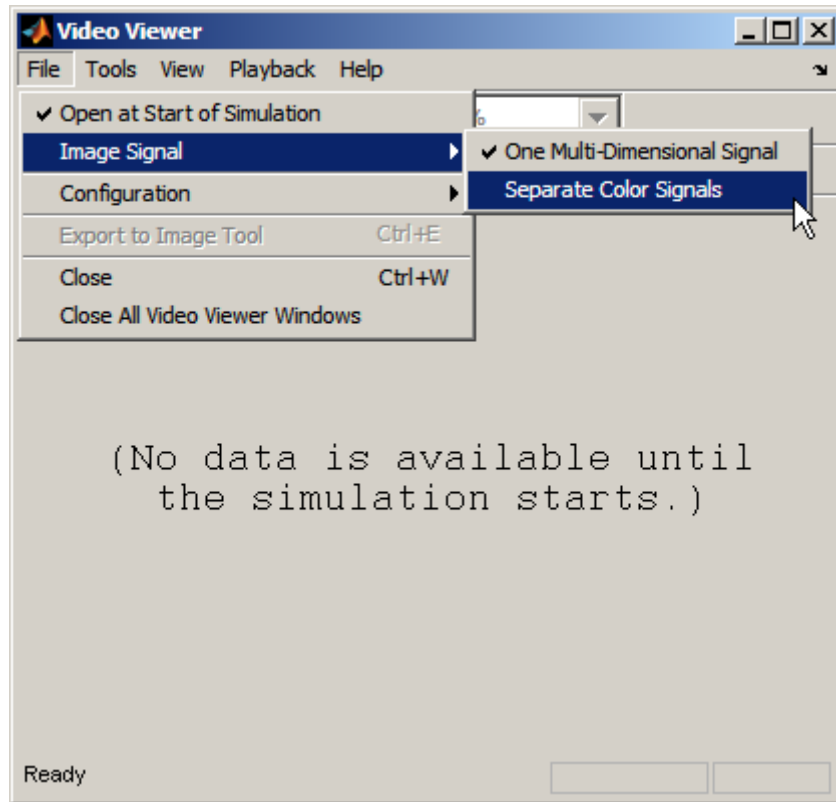 Video Viewer
File Tools View Playback Help
Open at Start of Simulation
Image Signal
One Multi-Dimensional Signal
Configuration
Separate Color Signals
Export to Image Tool Ctrl+E
Close Ctrl+W
Close All Video Viewer Windows
(No data is available until
the simulation starts.)
Ready